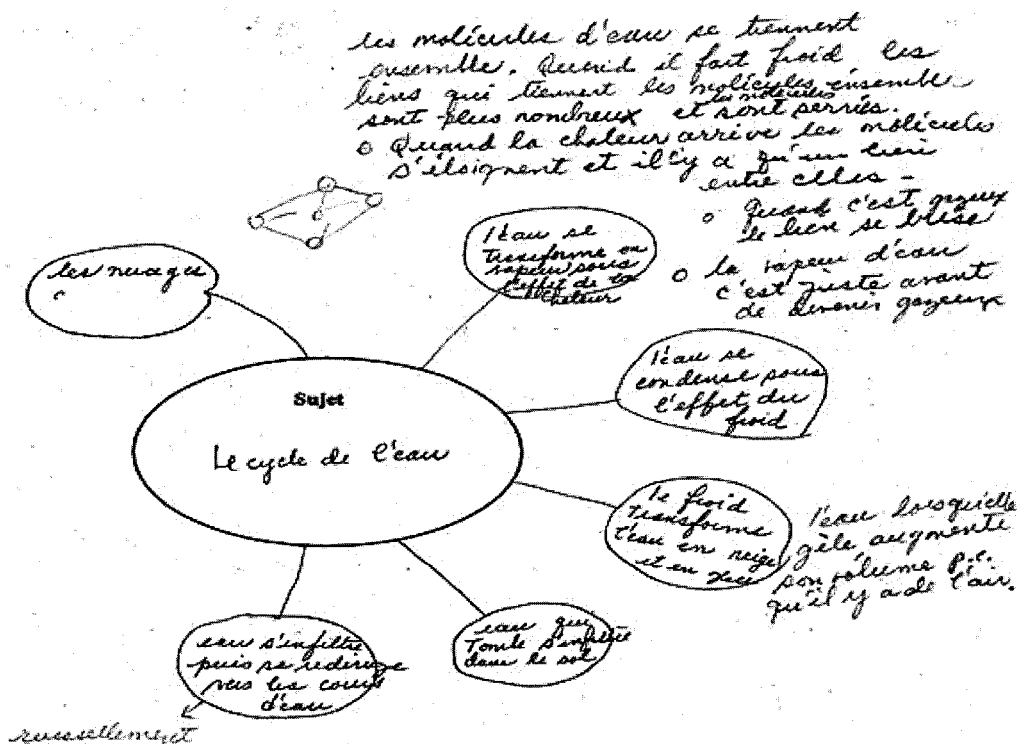 les molécules d'eau se tiennent
ensemble. Quand il fait froid les
liens qui tiennent les molécules ensemble
les molécules
sont plus nombreux et sont serrés.
o Quand la chaleur arrive les molécules
s'éloignent et il y a qu'un lien
entre elles -
o Quand c'est gazeux
le lien se brise
o la vapeur d'eau
c'est juste avant
de devenir gazeux
l'eau se
transforme en
vapeur sous
l'effet de la
chaleur
les nuages
l'eau se
condense sous
l'effet du
froid
Sujet
Le cycle de l'eau
le froid
transforme
l'eau en neige
et en
l'eau lorsqu'elle
gèle augmente
son volume p.c.
qu'il y a de l'air.
eau qui
tombe s'infiltre
dans le sol
eau s'infiltre
puis se redirige
vers les cours
d'eau
ruissellement